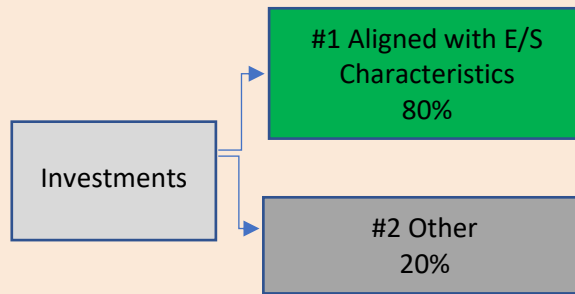 #1 Aligned with E/S
Characteristics
80%
Investments
#2 Other
20%